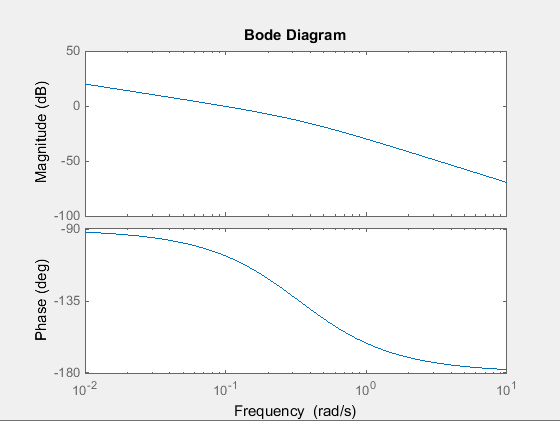 Bode Diagram
Magnitude (dB)
50
0
-50
-100
Phase (deg)
-90
-135
-180
10^-2
10^-1
10^0
10^1
Frequency (rad/s)